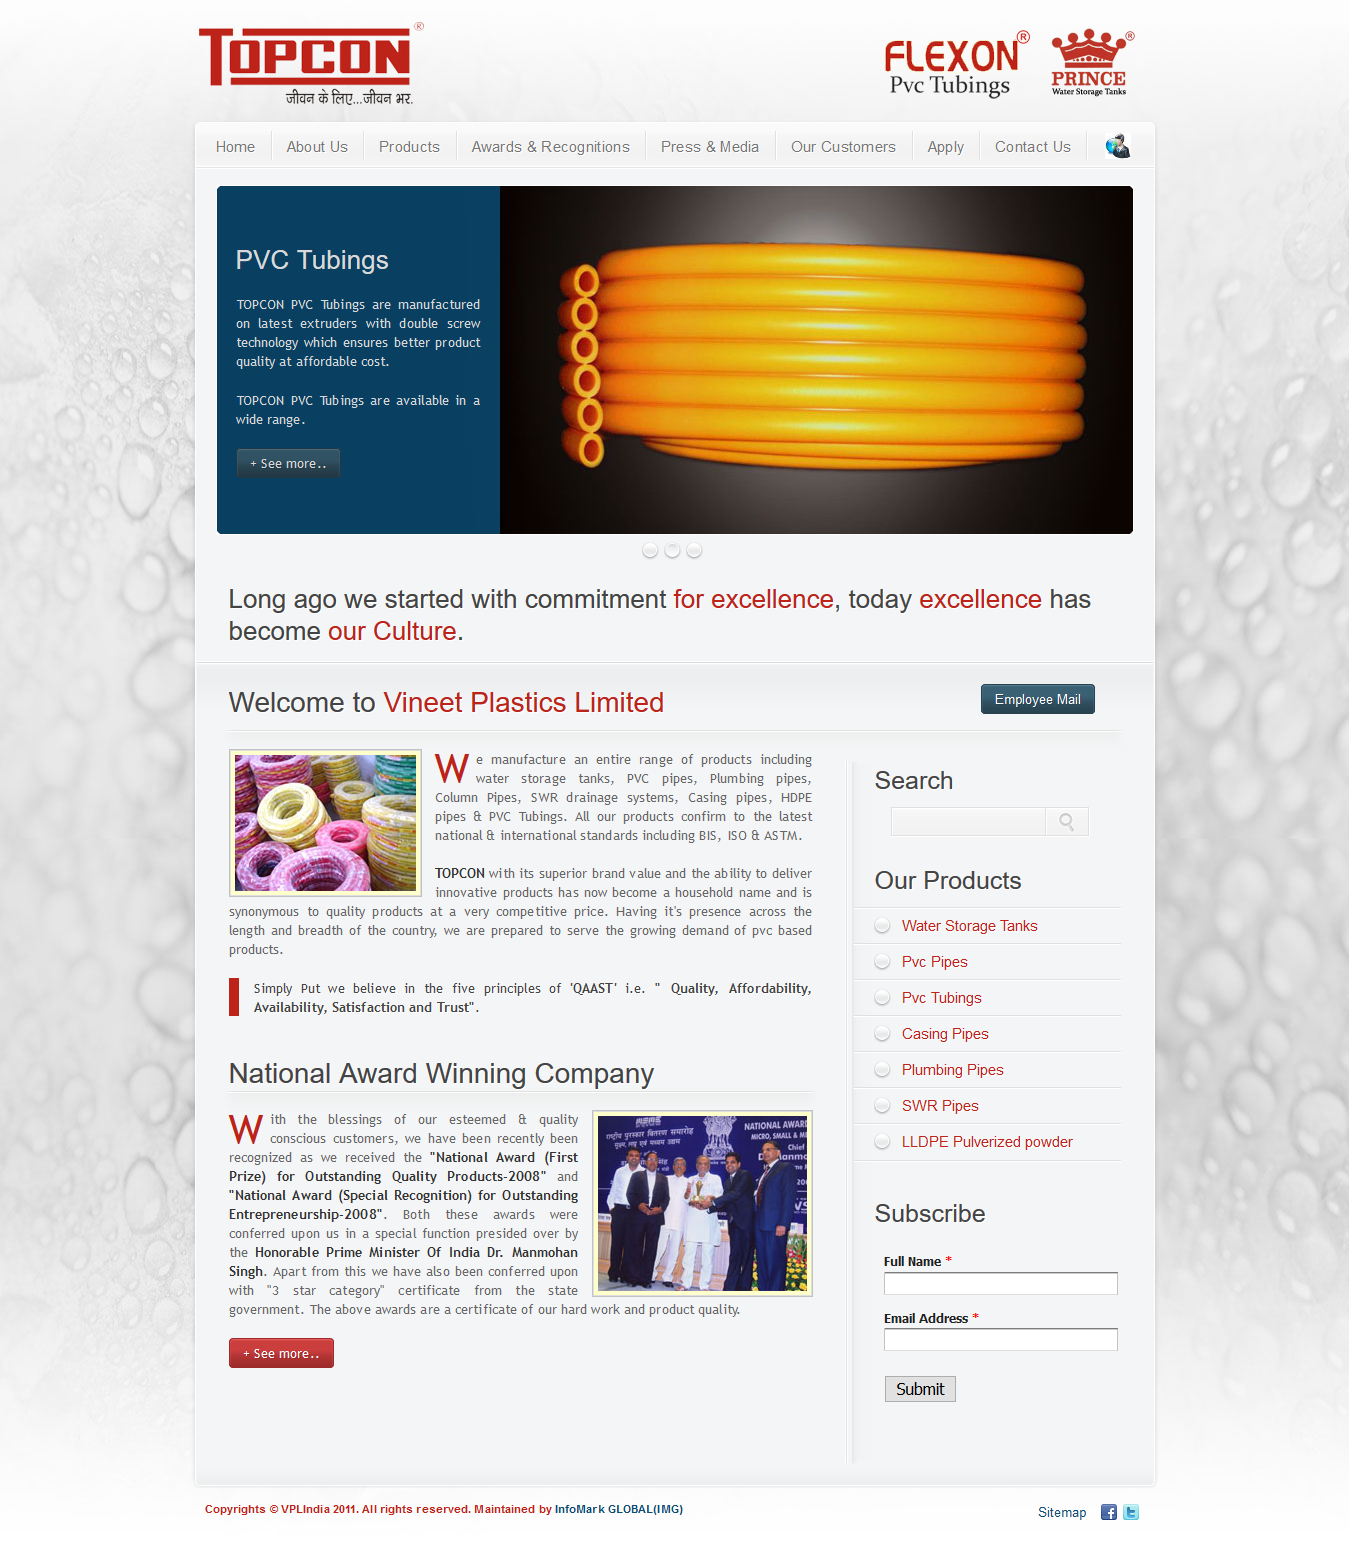 TOPCON®
जीवन के लिए...जीवन भर.
FLEXON®
Pvc Tubings
PRINCE®
Water Storage Tanks
Home
About Us
Products
Awards & Recognitions
Press & Media
Our Customers
Apply
Contact Us
PVC Tubings
TOPCON PVC Tubings are manufactured
on latest extruders with double screw
technology which ensures better product
quality at affordable cost.
TOPCON PVC Tubings are available in a
wide range.
+ See more..
Long ago we started with commitment for excellence, today excellence has
become our Culture.
Welcome to Vineet Plastics Limited
Employee Mail
We manufacture an entire range of products including
water storage tanks, PVC pipes, Plumbing pipes,
Column Pipes, SWR drainage systems, Casing pipes, HDPE
pipes & PVC Tubings. All our products confirm to the latest
national & international standards including BIS, ISO & ASTM.
TOPCON with its superior brand value and the ability to deliver
innovative products has now become a household name and is
synonymous to quality products at a very competitive price. Having it's presence across the
length and breadth of the country, we are prepared to serve the growing demand of pvc based
products.
Simply Put we believe in the five principles of 'QAAST' i.e. " Quality, Affordability,
Availability, Satisfaction and Trust".
National Award Winning Company
With the blessings of our esteemed & quality
conscious customers, we have been recently been
recognized as we received the "National Award (First
Prize) for Outstanding Quality Products-2008" and
"National Award (Special Recognition) for Outstanding
Entrepreneurship-2008". Both these awards were
conferred upon us in a special function presided over by
the Honorable Prime Minister Of India Dr. Manmohan
Singh. Apart from this we have also been conferred upon
with "3 star category" certificate from the state
government. The above awards are a certificate of our hard work and product quality.
राष्ट्रीय पुरस्कार वितरण समारोह
NATIONAL AWARD
MICRO, SMALL & ME
Chief
+ See more..
Search
Our Products
Water Storage Tanks
Pvc Pipes
Pvc Tubings
Casing Pipes
Plumbing Pipes
SWR Pipes
LLDPE Pulverized powder
Subscribe
Full Name *
Email Address *
Submit
Copyrights © VPLIndia 2011. All rights reserved. Maintained by InfoMark GLOBAL(IMG)
Sitemap